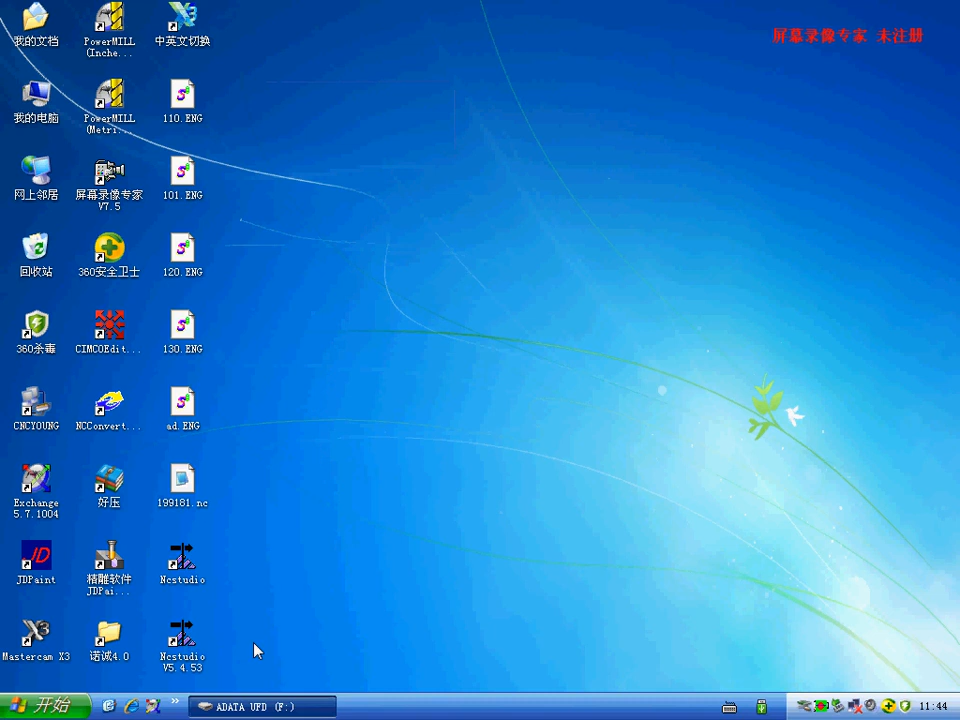 屏幕录像专家 未注册
我的文档
PowerMILL
(Inche...
中英文切换
我的电脑
PowerMILL
(Metri...
110.ENG
网上邻居
屏幕录像专家
V7.5
101.ENG
回收站
360安全卫士
120.ENG
360杀毒
CIMCOEdit...
130.ENG
CNCYOUNG
NCConvert...
ad.ENG
Exchange
5.7.1004
好压
199181.nc
JDPaint
精雕软件
JDPai...
Ncstudio
Mastercam X3
诺诚4.0
Ncstudio
V5.4.53
开始
ADATA UFD (F:)
11:44